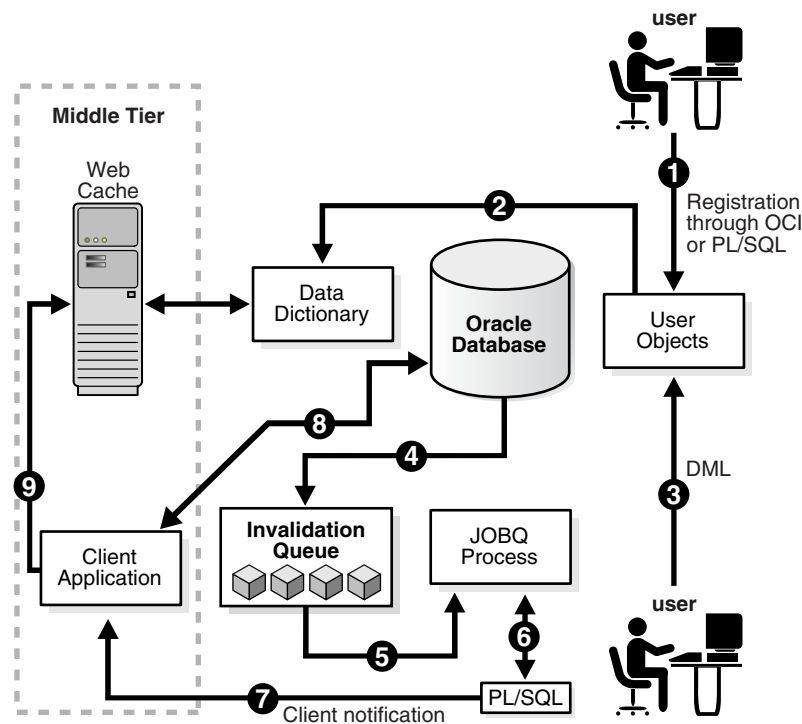 user
Middle Tier
Web
Cache
1
2
Registration
through OCI
or PL/SQL
Data
Dictionary
Oracle
Database
User
Objects
8
4
DML
9
3
Invalidation
Queue
JOBQ
Process
Client
Application
user
5
6
7
PL/SQL
Client notification